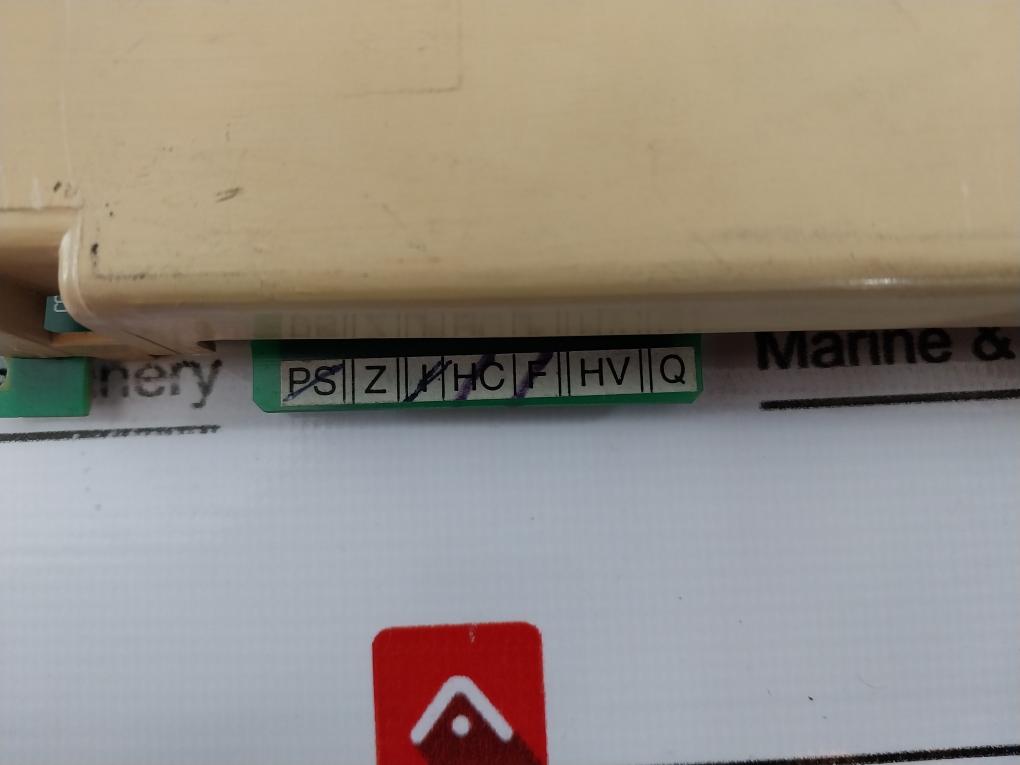 Marine &
nery
PS Z I HC F HV Q